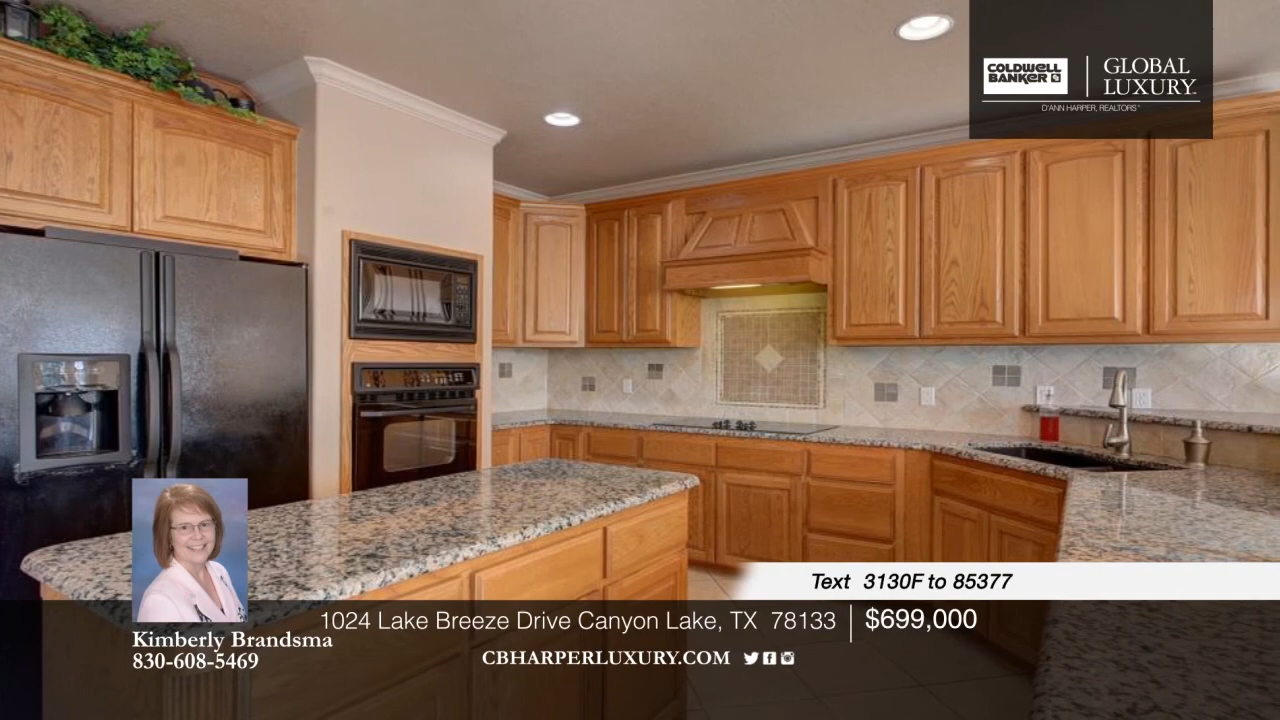 COLDWELL
BANKER
GLOBAL
LUXURY
D'ANN HARPER, REALTORS
Text 3130F to 85377
1024 Lake Breeze Drive Canyon Lake, TX 78133 $699,000
Kimberly Brandsma
830-608-5469
CBHARPERLUXURY.COM